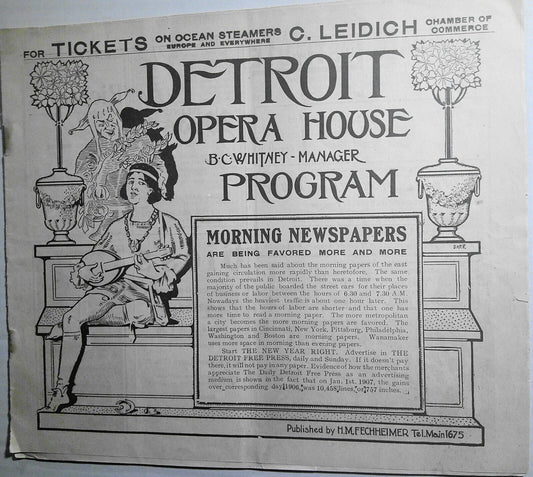 FOR TICKETS ON OCEAN STEAMERS EUROPE AND EVERYWHERE C. LEIDICH CHAMBER OF COMMERCE
DETROIT
OPERA HOUSE
B.C. WHITNEY - MANAGER
PROGRAM
MORNING NEWSPAPERS
ARE BEING FAVORED MORE AND MORE
Much has been said about the morning papers of the east
gaining circulation more rapidly than heretofore. The same
condition prevails in Detroit. There was a time when the
majority of the public boarded the street cars for their places
of business or labor between the hours of 6:30 and 7.30 A.M.
Nowadays the heaviest traffic is about one hour later. This
shows that the hours of labor are shorter and that one has
more time to read a morning paper. The more metropolitan
a city becomes the more morning papers are favored. The
largest papers in Cincinnati, New York, Pittsburg, Philadelphia,
Washington and Boston are morning papers. Wanamaker
uses more space in morning than evening papers.
Start THE NEW YEAR RIGHT. Advertise in THE
DETROIT FREE PRESS, daily and Sunday. If it doesn't pay
there, it will not pay in any paper. Evidence of how the merchants
appreciate The Daily Detroit Free Press as an advertising
medium is shown in the fact that on Jan. 1st, 1907, the gains
over corresponding day, 1906, was 10,458 lines, or 757 inches.
Published by H.M. FECHHEIMER Tel. Main 1675